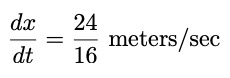 dx/dt = 24/16 meters/sec